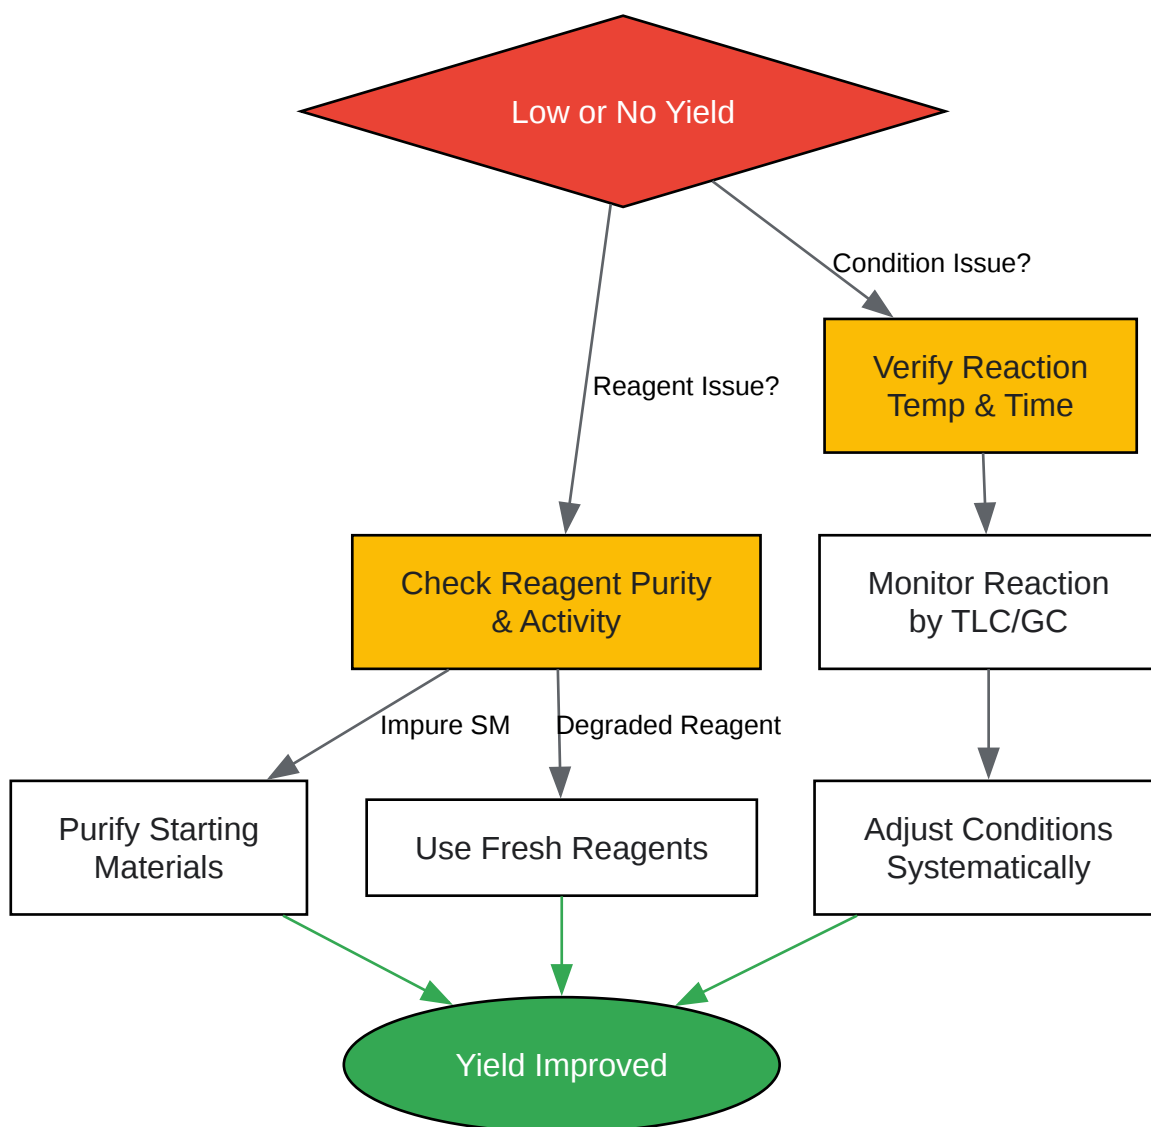 Low or No Yield
Condition Issue?
Verify Reaction
Temp & Time
Reagent Issue?
Check Reagent Purity
& Activity
Monitor Reaction
by TLC/GC
Impure SM
Degraded Reagent
Purify Starting
Materials
Use Fresh Reagents
Adjust Conditions
Systematically
Yield Improved